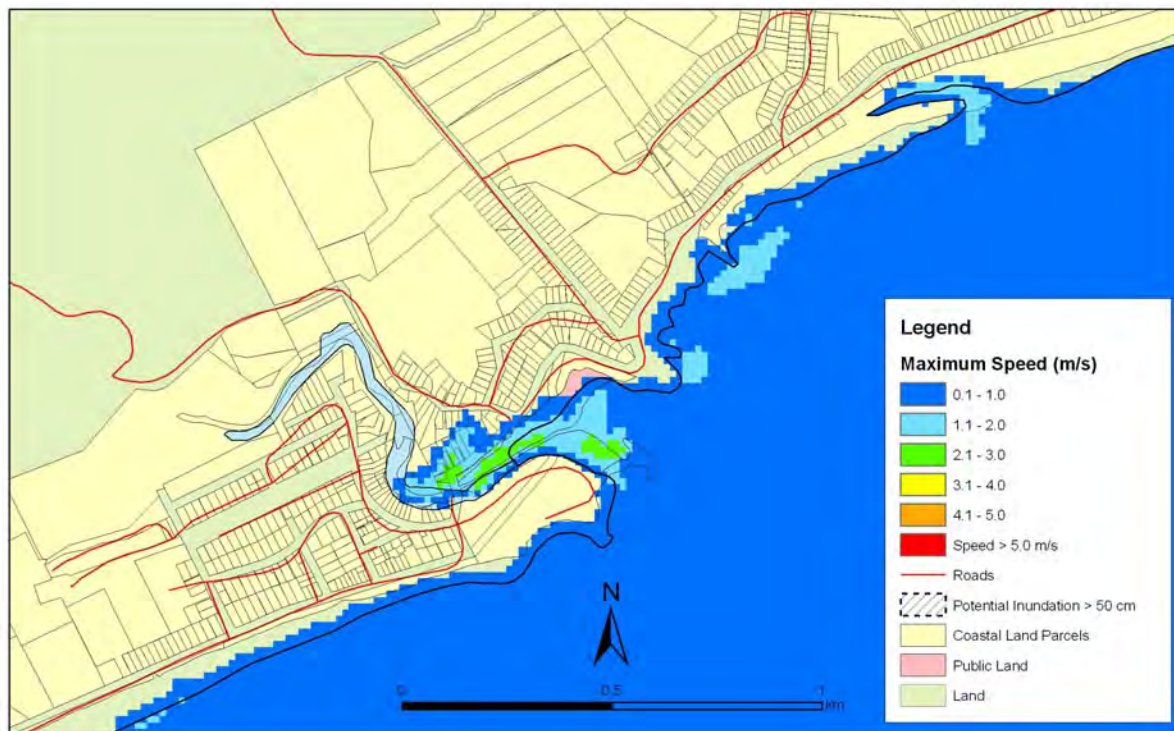 Legend
Maximum Speed (m/s)
0.1 - 1.0
1.1 - 2.0
2.1 - 3.0
3.1 - 4.0
4.1 - 5.0
Speed > 5.0 m/s
Roads
Potential Inundation > 50 cm
Coastal Land Parcels
Public Land
Land
N
0 0.5 1
km